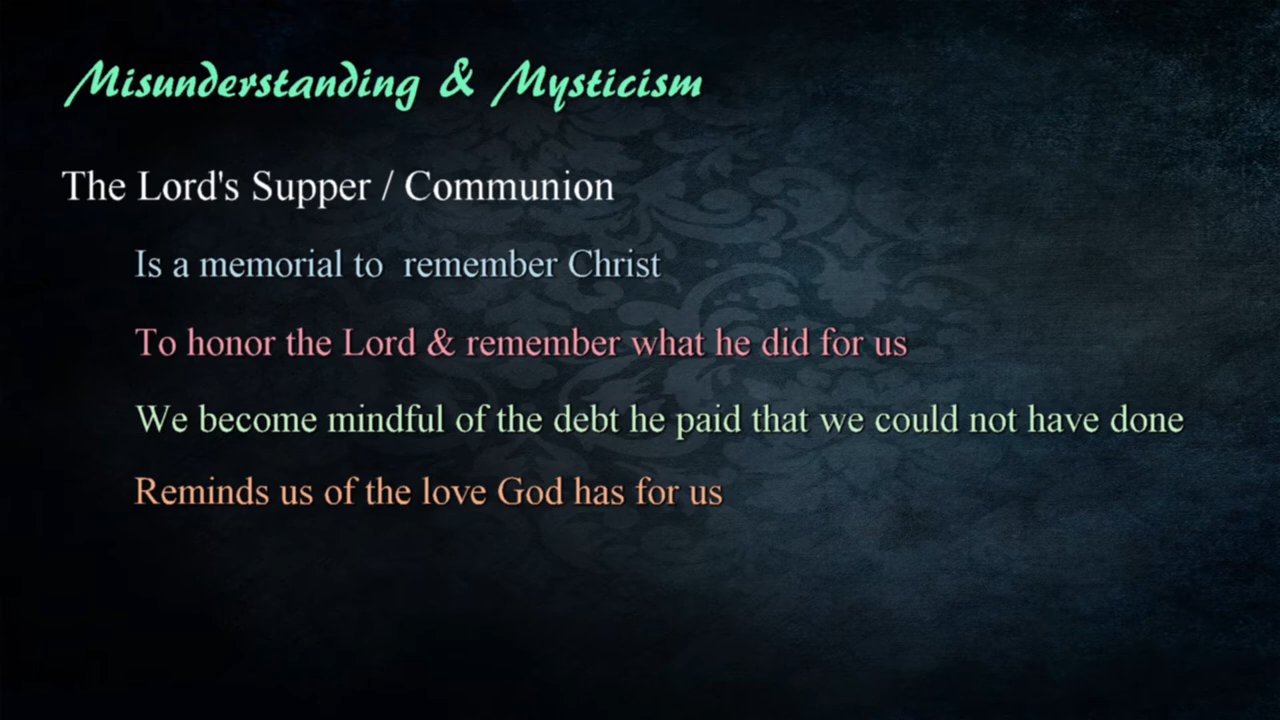 Misunderstanding & Mysticism
The Lord's Supper / Communion
Is a memorial to  remember Christ
To honor the Lord & remember what he did for us
We become mindful of the debt he paid that we could not have done
Reminds us of the love God has for us